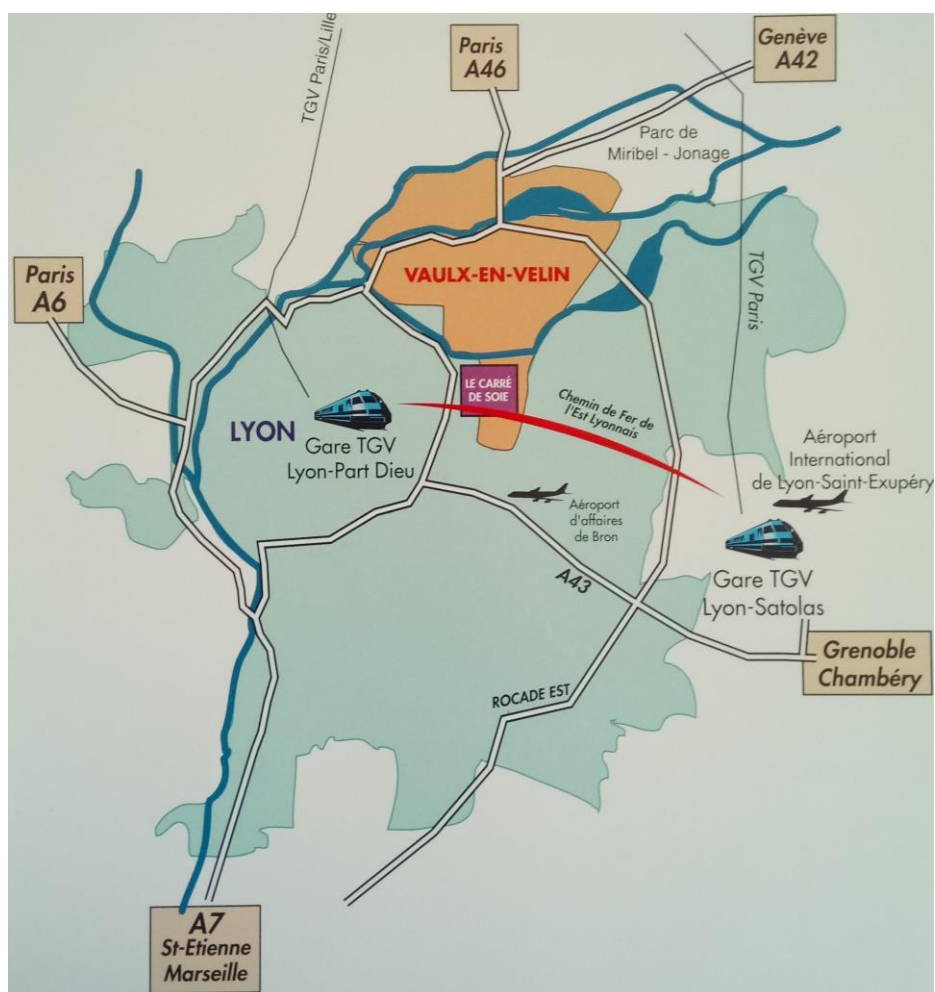 TGV Paris/Lille
Paris
A46
Genève
A42
Parc de
Miribel - Jonage
Paris
A6
VAULX-EN-VELIN
TGV Paris
LE CARRÉ
DE SOIE
Chemin de Fer de
l'Est Lyonnais
LYON
Gare TGV
Lyon-Part Dieu
Aéroport
International
de Lyon-Saint-Exupéry
Aéroport
d'affaires
de Bron
A43
Gare TGV
Lyon-Satolas
Grenoble
Chambéry
ROCADE EST
A7
St-Etienne
Marseille